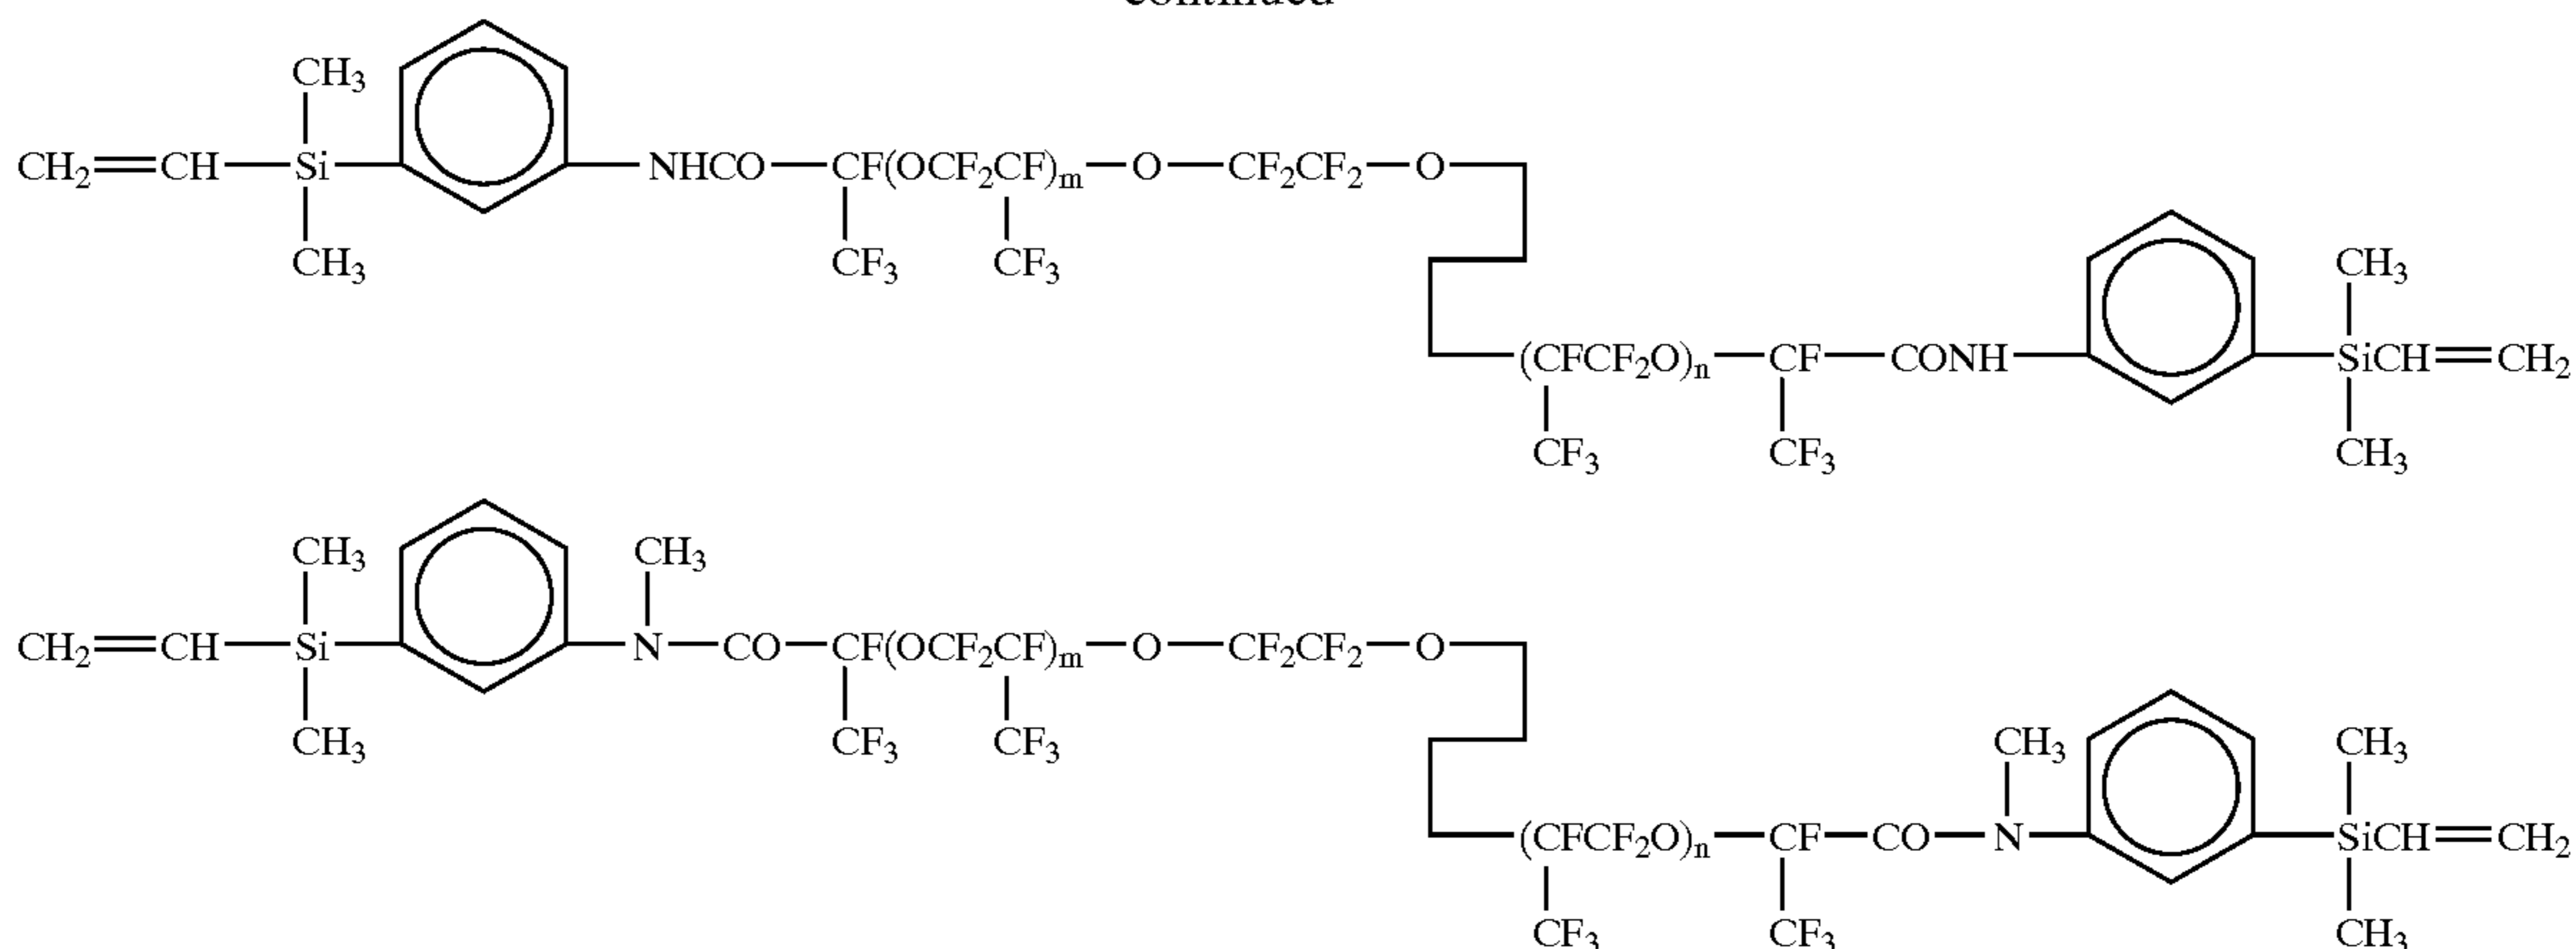 continued
CH₃ CH₃
CH₂=CH—Si—NHCO—CF(OCF₂CF)ₘ—O—CF₂CF₂—O—
CH₃ CF₃ CF₃ CH₃
—(CFCF₂O)ₙ—CF—CONH—SiCH=CH₂
CF₃ CF₃ CH₃
CH₃ CH₃
CH₂=CH—Si—N—CO—CF(OCF₂CF)ₘ—O—CF₂CF₂—O—
CH₃ CF₃ CF₃ CH₃ CH₃
—(CFCF₂O)ₙ—CF—CO—N—SiCH=CH₂
CF₃ CF₃ CH₃